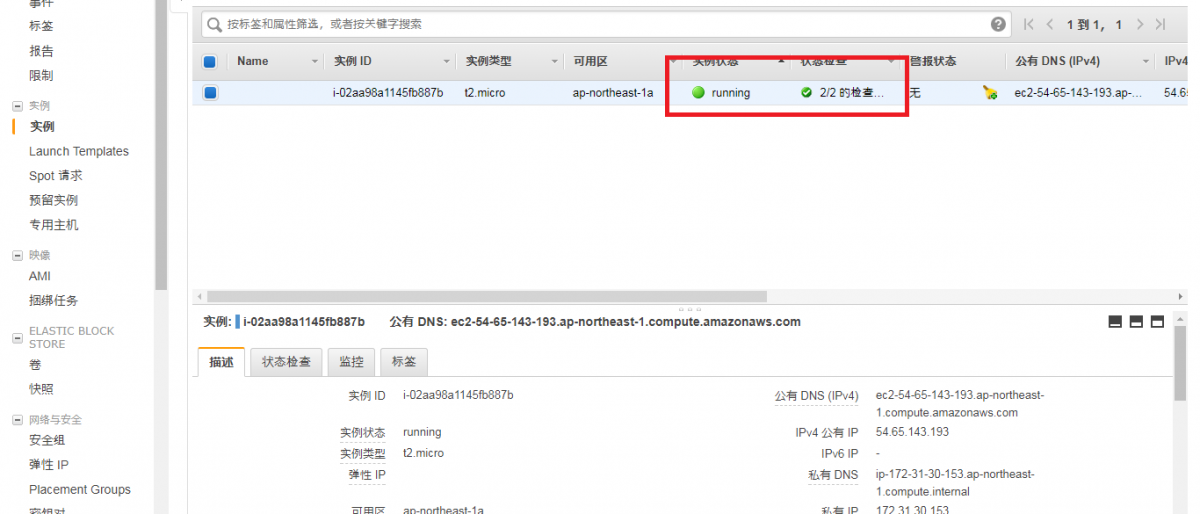 事件
标签
报告
限制
实例
实例
Launch Templates
Spot 请求
预留实例
专用主机
映像
AMI
捆绑任务
ELASTIC BLOCK
STORE
卷
快照
网络与安全
安全组
弹性 IP
Placement Groups
密钥对
按标签和属性筛选，或者按关键字搜索
1 到 1， 1
Name 实例 ID 实例类型 可用区 实例状态 状态检查 警报状态 公有 DNS (IPv4) IPv4
i-02aa98a1145fb887b t2.micro ap-northeast-1a running 2/2 的检查... 无 ec2-54-65-143-193.ap-... 54.6
实例: i-02aa98a1145fb887b 公有 DNS: ec2-54-65-143-193.ap-northeast-1.compute.amazonaws.com
描述 状态检查 监控 标签
实例 ID i-02aa98a1145fb887b
实例状态 running
实例类型 t2.micro
弹性 IP
可用区 ap-northeast-1a
公有 DNS (IPv4) ec2-54-65-143-193.ap-northeast-
1.compute.amazonaws.com
IPv4 公有 IP 54.65.143.193
IPv6 IP -
私有 DNS ip-172-31-30-153.ap-northeast-
1.compute.internal
私有 IP 172.31.30.153